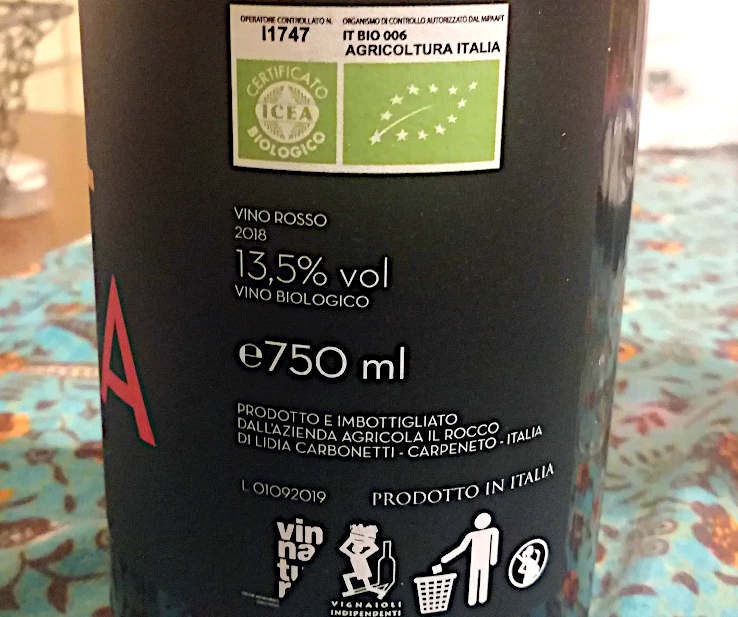 OPERATORE CONTROLLATO N. ORGANISMO DI CONTROLLO AUTORIZZATO DAL MIPAAFT
I1747 IT BIO 006
AGRICOLTURA ITALIA
CERTIFICATO
ICEA
BIOLOGICO
VINO ROSSO
2018
13,5% vol
VINO BIOLOGICO
A
e750 ml
PRODOTTO E IMBOTTIGLIATO
DALL'AZIENDA AGRICOLA IL ROCCO
DI LIDIA CARBONETTI - CARPENETO - ITALIA
L 01092019 PRODOTTO IN ITALIA
vin
na
tu
r
VIGNAIOLI
INDIPENDENTI